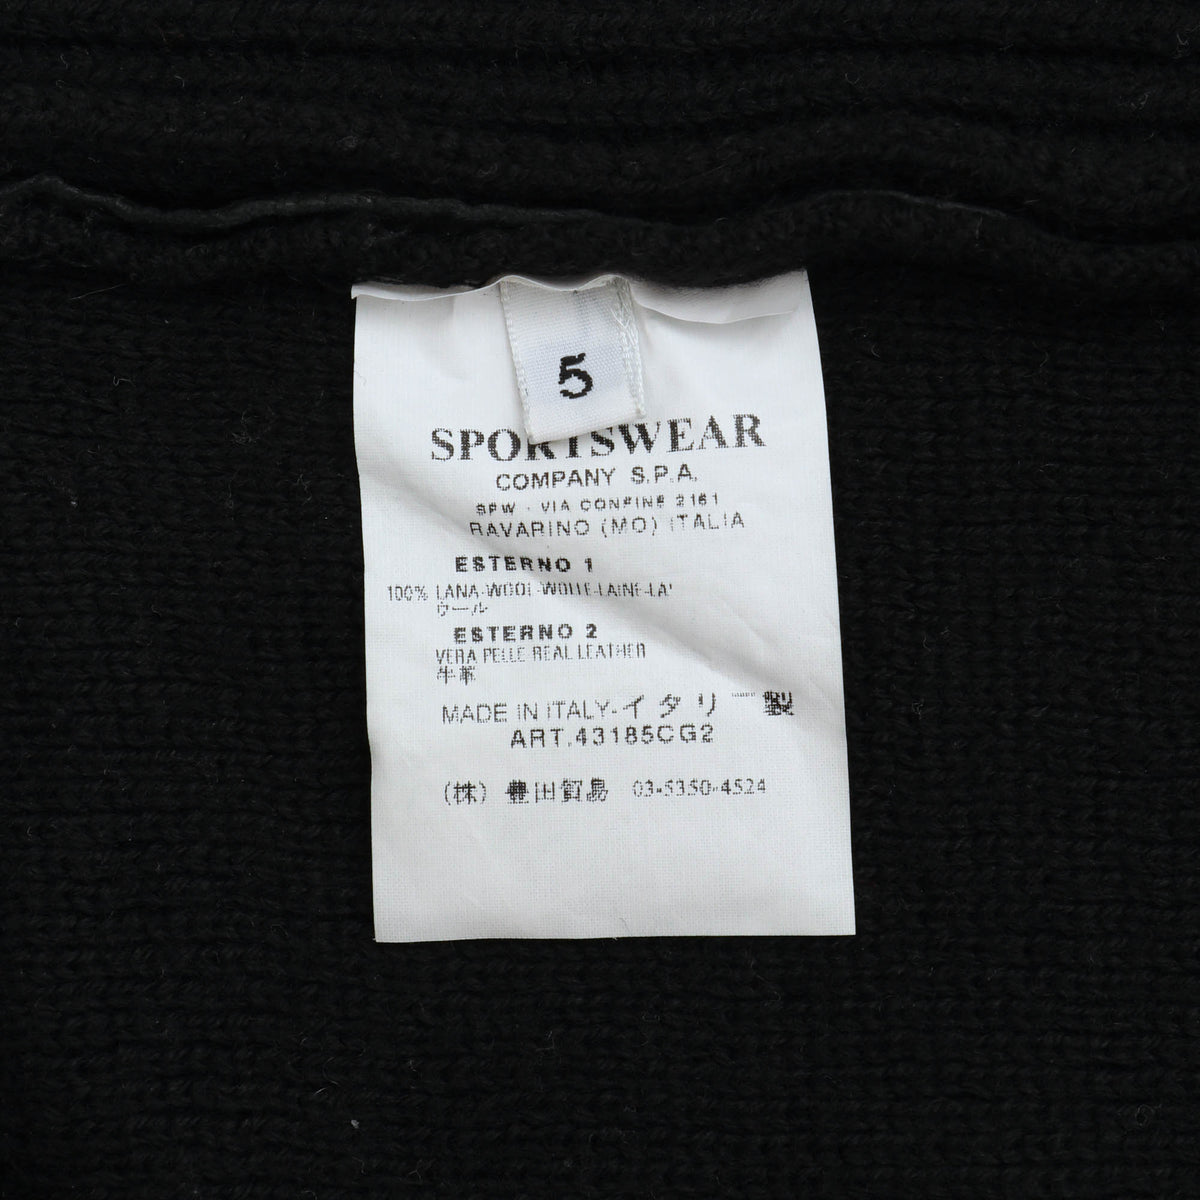 5
SPORTSWEAR
COMPANY S.P.A.
SPW - VIA CONFINE 2161
RAVARINO (MO) ITALIA
ESTERNO 1
100% LANA-WOOL-WOLLE-LAINE-LA'
ウール
ESTERNO 2
VERA PELLE REAL LEATHER
牛革
MADE IN ITALY-イタリー製
ART.43185CG2
(株) 豊田貿易 03-5350-4524